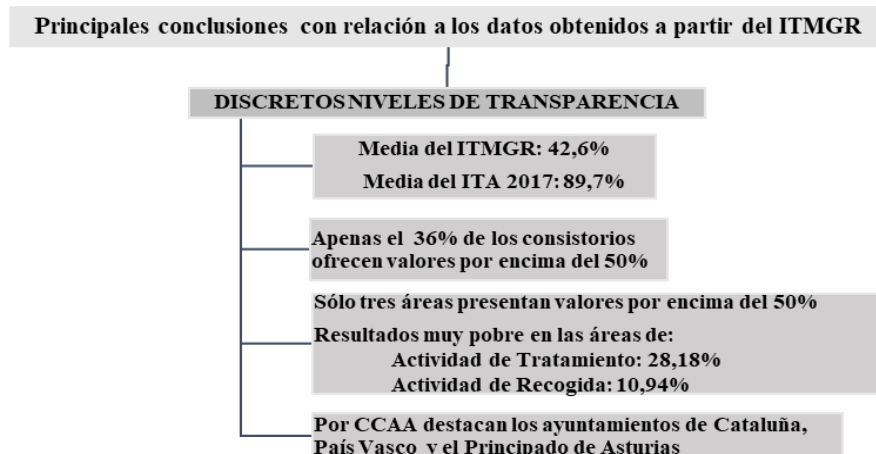 Principales conclusiones con relación a los datos obtenidos a partir del ITMGR
DISCRETOS NIVELES DE TRANSPARENCIA
Media del ITMGR: 42,6%
Media del ITA 2017: 89,7%
Apenas el 36% de los consistorios
ofrecen valores por encima del 50%
Sólo tres áreas presentan valores por encima del 50%
Resultados muy pobre en las áreas de:
Actividad de Tratamiento: 28,18%
Actividad de Recogida: 10,94%
Por CCAA destacan los ayuntamientos de Cataluña,
País Vasco y el Principado de Asturias